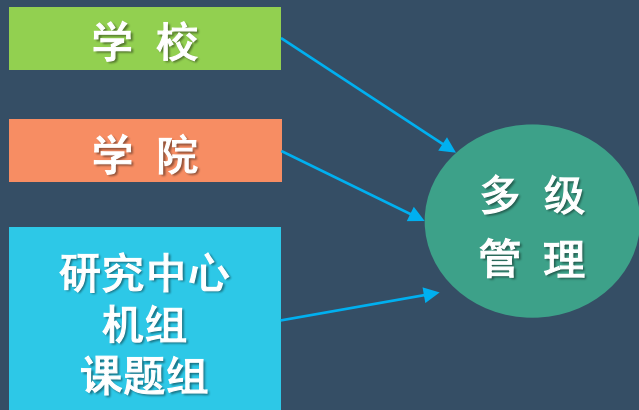 学 校
学 院
研究中心
机组
课题组
多 级
管 理